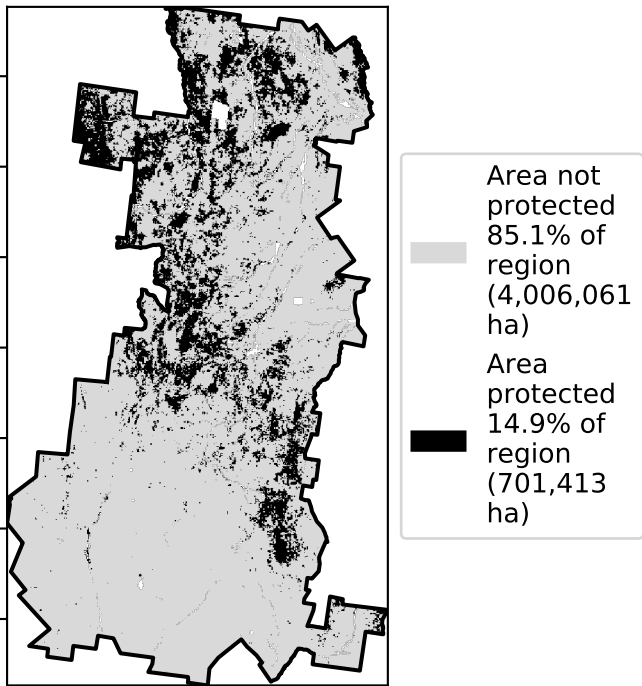 Area not
protected
85.1% of
region
(4,006,061
ha)
Area
protected
14.9% of
region
(701,413
ha)